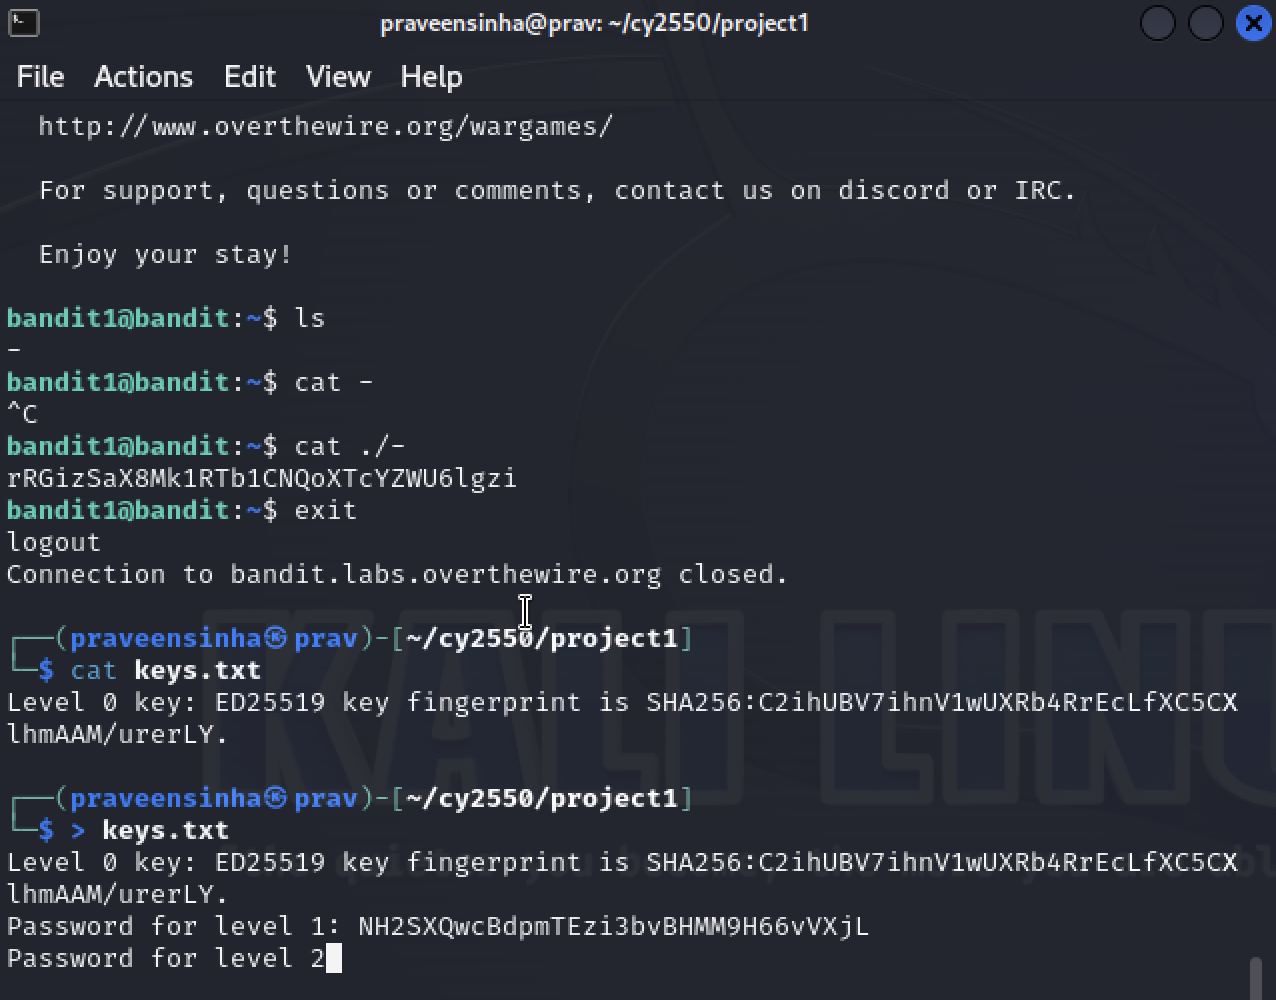 praveensinha@prav: ~/cy2550/project1
File Actions Edit View Help
http://www.overthewire.org/wargames/
For support, questions or comments, contact us on discord or IRC.
Enjoy your stay!
bandit1@bandit:~$ ls
-
bandit1@bandit:~$ cat -
^C
bandit1@bandit:~$ cat ./-
rRGizSaX8Mk1RTb1CNQoXTcYZWU6lgzi
bandit1@bandit:~$ exit
logout
Connection to bandit.labs.overthewire.org closed.
┌──(praveensinha㉿prav)-[~/cy2550/project1]
└─$ cat keys.txt
Level 0 key: ED25519 key fingerprint is SHA256:C2ihUBV7ihnV1wUXRb4RrEcLfXC5CX
lhmAAM/urerLY.
┌──(praveensinha㉿prav)-[~/cy2550/project1]
└─$ > keys.txt
Level 0 key: ED25519 key fingerprint is SHA256:C2ihUBV7ihnV1wUXRb4RrEcLfXC5CX
lhmAAM/urerLY.
Password for level 1: NH2SXQwcBdpmTEzi3bvBHMM9H66vVXjL
Password for level 2